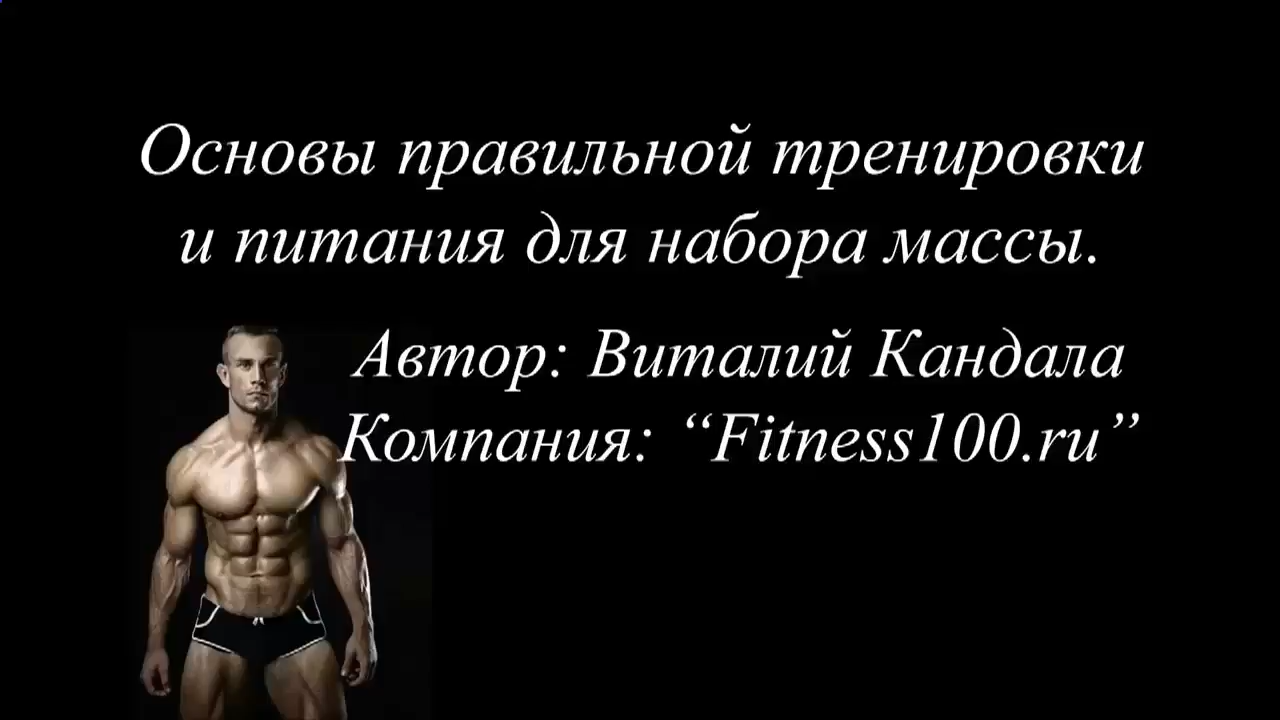 Основы правильной тренировки
и питания для набора массы.
Автор: Виталий Кандала
Компания: “Fitness100.ru”